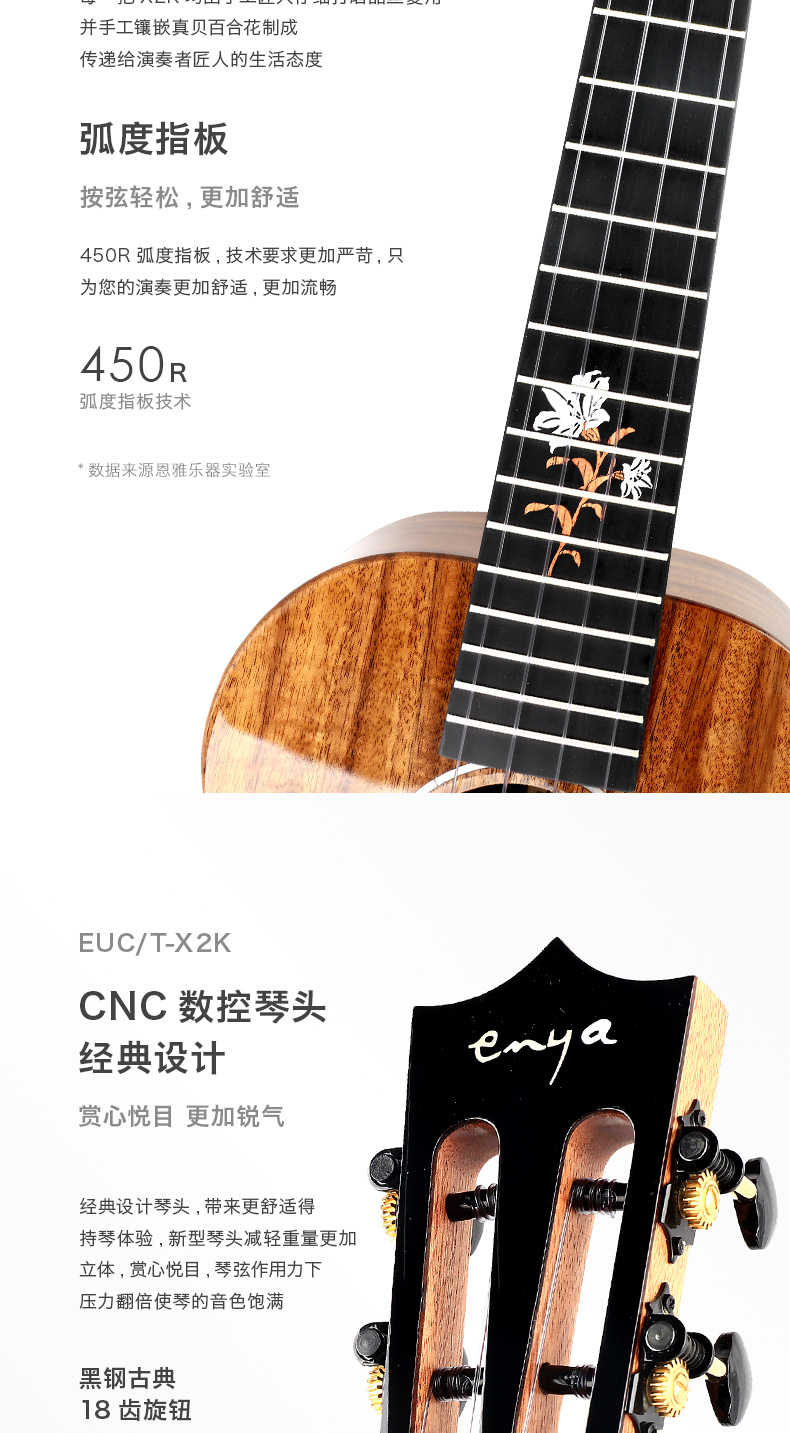 并手工镶嵌真贝百合花制成
传递给演奏者匠人的生活态度
弧度指板
按弦轻松, 更加舒适
450R 弧度指板, 技术要求更加严苛, 只
为您的演奏更加舒适, 更加流畅
450R
弧度指板技术
* 数据来源恩雅乐器实验室
EUC/T-X2K
CNC 数控琴头
经典设计
enya
赏心悦目 更加锐气
经典设计琴头, 带来更舒适得
持琴体验, 新型琴头减轻重量更加
立体, 赏心悦目, 琴弦作用力下
压力翻倍使琴的音色饱满
黑钢古典
18 齿旋钮